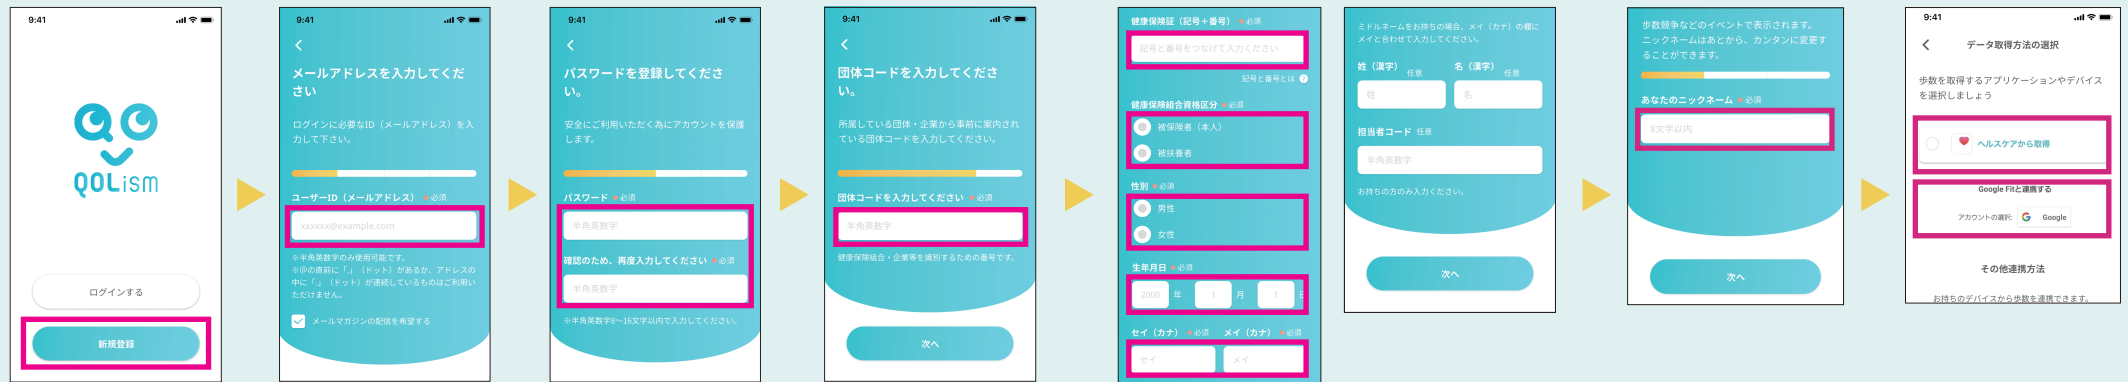 9:41
QOLism
ログインする
新規登録
9:41
メールアドレスを入力してくだ
さい
ログインに必要なID（メールアドレス）を入
力して下さい。
ユーザーID（メールアドレス） ※必須
xxxxxx@example.com
※半角英数字のみ使用可能です。
※@の直前に「.」（ドット）があるか、アドレスの
中に「.」（ドット）が連続しているものはご利用い
ただけません。
メールマガジンの配信を希望する
9:41
パスワードを登録してくださ
い。
安全にご利用いただく為にアカウントを保護
します。
パスワード ※必須
半角英数字
確認のため、再度入力してください ※必須
半角英数字
※半角英数字8〜16文字以内で入力してください。
9:41
団体コードを入力してくださ
い。
所属している団体・企業から事前に案内され
ている団体コードを入力してください。
団体コードを入力してください ※必須
半角英数字
健康保険組合・企業等を識別するための番号です。
次へ
健康保険証（記号＋番号） ※必須
記号と番号をつなげて入力ください
記号と番号とは ?
健康保険組合資格区分 ※必須
被保険者（本人）
被扶養者
性別 ※必須
男性
女性
生年月日 ※必須
2000 年 1 月 1 日
セイ（カナ） ※必須 メイ（カナ） ※必須
セイ メイ
ミドルネームをお持ちの場合、メイ（カナ）の欄に
メイと合わせて入力してください。
姓（漢字） 任意 名（漢字） 任意
姓 名
担当者コード 任意
半角英数字
お持ちの方のみ入力ください。
次へ
歩数競争などのイベントで表示されます。
ニックネームはあとから、カンタンに変更す
ることができます。
あなたのニックネーム ※必須
8文字以内
次へ
9:41
データ取得方法の選択
歩数を取得するアプリケーションやデバイス
を選択しましょう
ヘルスケアから取得
Google Fitと連携する
アカウントの選択: G Google
その他連携方法
お持ちのデバイスから歩数を連携できます。